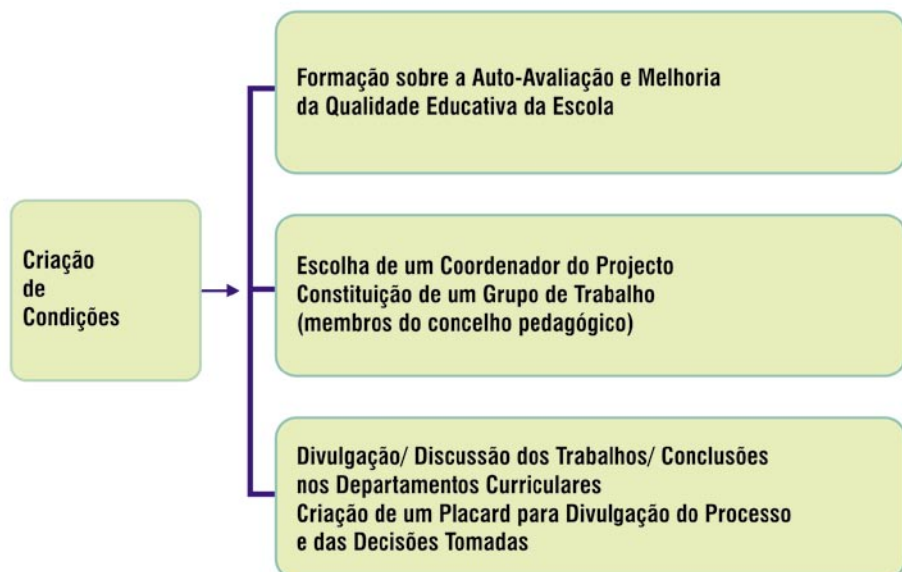 Criação
de
Condições
Formação sobre a Auto-Avaliação e Melhoria
da Qualidade Educativa da Escola
Escolha de um Coordenador do Projecto
Constituição de um Grupo de Trabalho
(membros do concelho pedagógico)
Divulgação/ Discussão dos Trabalhos/ Conclusões
nos Departamentos Curriculares
Criação de um Placard para Divulgação do Processo
e das Decisões Tomadas